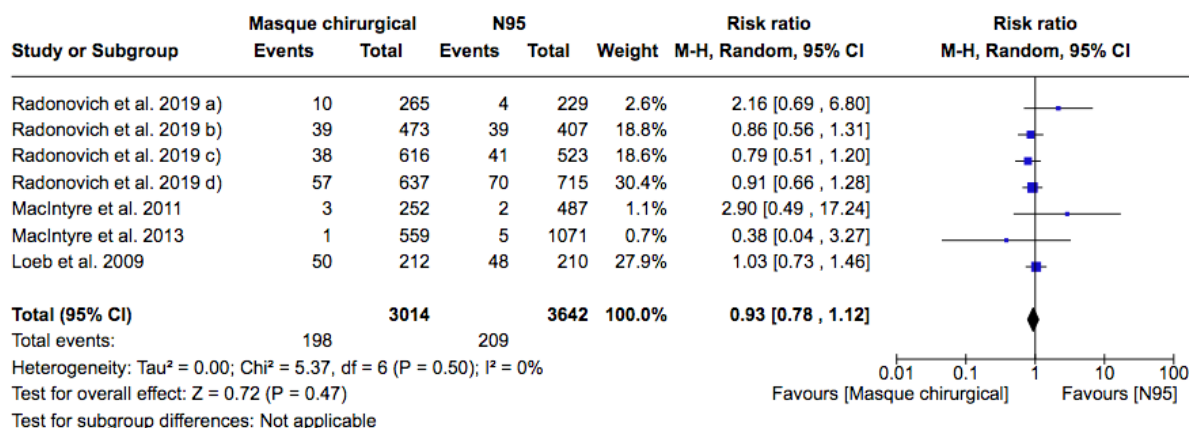 Masque chirurgical N95 Risk ratio Risk ratio
Study or Subgroup Events Total Events Total Weight M-H, Random, 95% CI M-H, Random, 95% CI
Radonovich et al. 2019 a) 10 265 4 229 2.6% 2.16 [0.69 , 6.80]
Radonovich et al. 2019 b) 39 473 39 407 18.8% 0.86 [0.56 , 1.31]
Radonovich et al. 2019 c) 38 616 41 523 18.6% 0.79 [0.51 , 1.20]
Radonovich et al. 2019 d) 57 637 70 715 30.4% 0.91 [0.66 , 1.28]
MacIntyre et al. 2011 3 252 2 487 1.1% 2.90 [0.49 , 17.24]
MacIntyre et al. 2013 1 559 5 1071 0.7% 0.38 [0.04 , 3.27]
Loeb et al. 2009 50 212 48 210 27.9% 1.03 [0.73 , 1.46]
Total (95% CI) 3014 3642 100.0% 0.93 [0.78 , 1.12]
Total events: 198 209
Heterogeneity: Tau² = 0.00; Chi² = 5.37, df = 6 (P = 0.50); I² = 0%
0.01 0.1 1 10 100
Test for overall effect: Z = 0.72 (P = 0.47)
Favours [Masque chirurgical] Favours [N95]
Test for subgroup differences: Not applicable